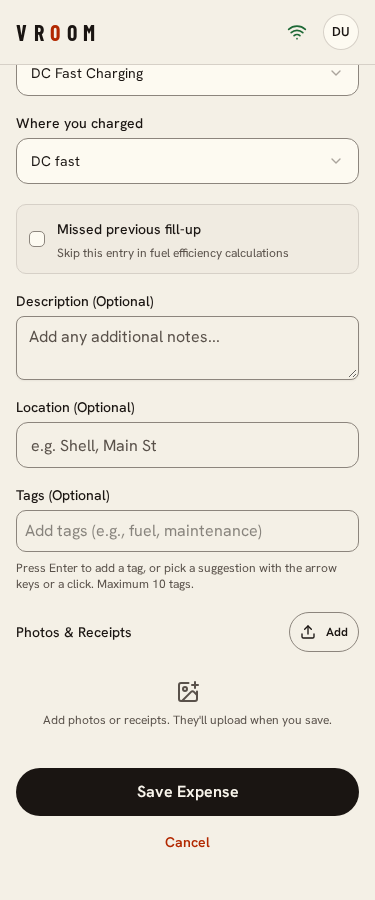 VROOM
DU
DC Fast Charging
Where you charged
DC fast
Missed previous fill-up
Skip this entry in fuel efficiency calculations
Description (Optional)
Add any additional notes...
Location (Optional)
e.g. Shell, Main St
Tags (Optional)
Add tags (e.g., fuel, maintenance)
Press Enter to add a tag, or pick a suggestion with the arrow
keys or a click. Maximum 10 tags.
Photos & Receipts
Add
Add photos or receipts. They'll upload when you save.
Save Expense
Cancel